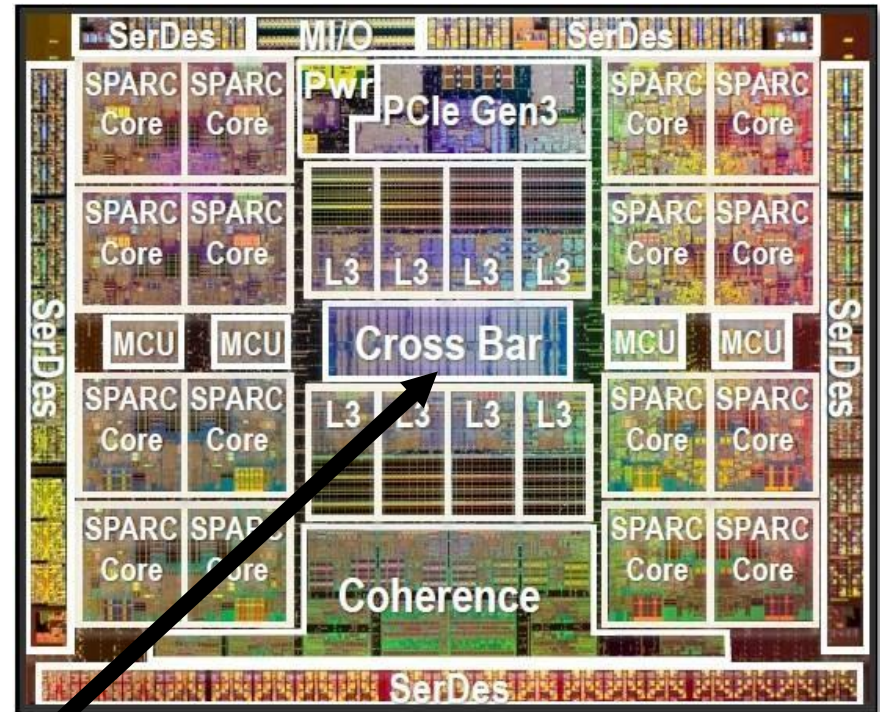 SerDes MI/O SerDes
SPARC SPARC Pwr SPARC SPARC
Core Core PCIe Gen3 Core Core
SPARC SPARC SPARC SPARC
Core Core L3 L3 L3 L3 Core Core
SerDes MCU MCU Cross Bar MCU MCU SerDes
SPARC SPARC L3 L3 L3 L3 SPARC SPARC
Core Core Core Core
SPARC SPARC SPARC SPARC
Core Core Coherence Core Core
SerDes